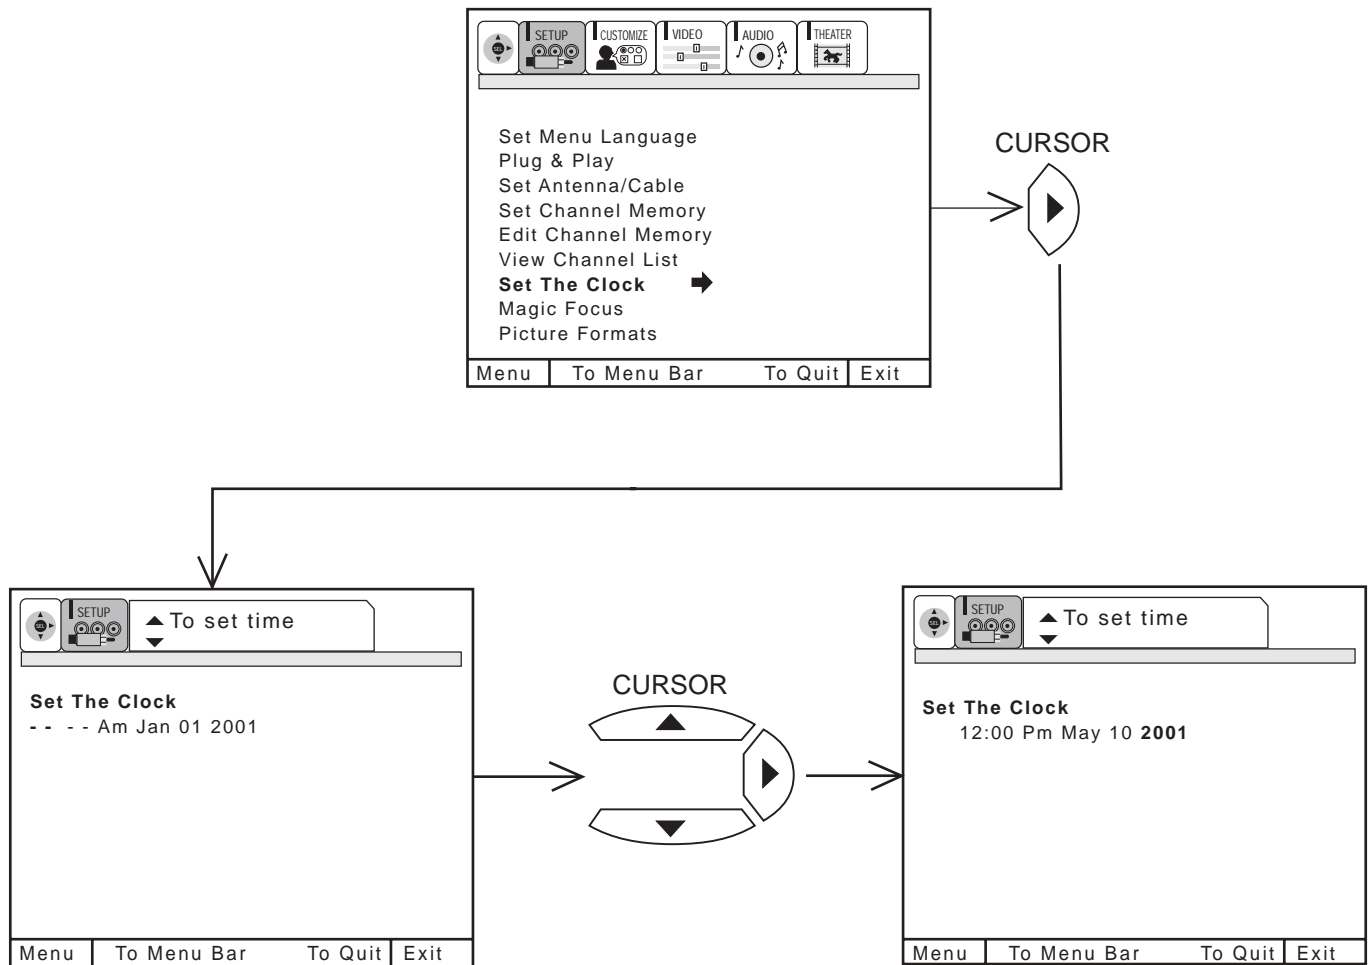 SETUP CUSTOMIZE VIDEO AUDIO THEATER
SEL
Set Menu Language
Plug & Play
Set Antenna/Cable
Set Channel Memory
Edit Channel Memory
View Channel List
Set The Clock
Magic Focus
Picture Formats
Menu To Menu Bar To Quit Exit
CURSOR
SETUP
SEL
To set time
Set The Clock
- - - - Am Jan 01 2001
Menu To Menu Bar To Quit Exit
CURSOR
SETUP
SEL
To set time
Set The Clock
12:00 Pm May 10 2001
Menu To Menu Bar To Quit Exit